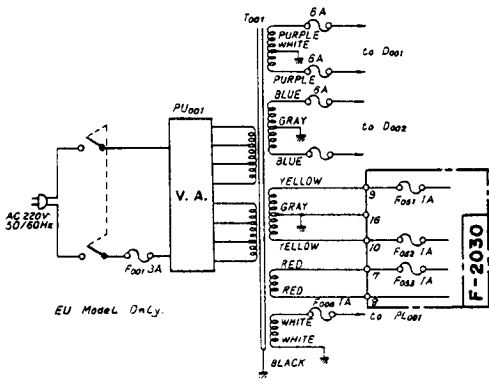 T001
6A
PURPLE
WHITE
to D001
6A
PURPLE
BLUE
6A
PU001
GRAY
to D002
BLUE
V. A.
YELLOW
9
F051 1A
GRAY
16
AC 220V
50/60Hz
YELLOW
10
F052 1A
F-2030
F001 3A
RED
7
F053 1A
RED
8
EU Model Only.
F006 1A
to PL001
WHITE
WHITE
BLACK